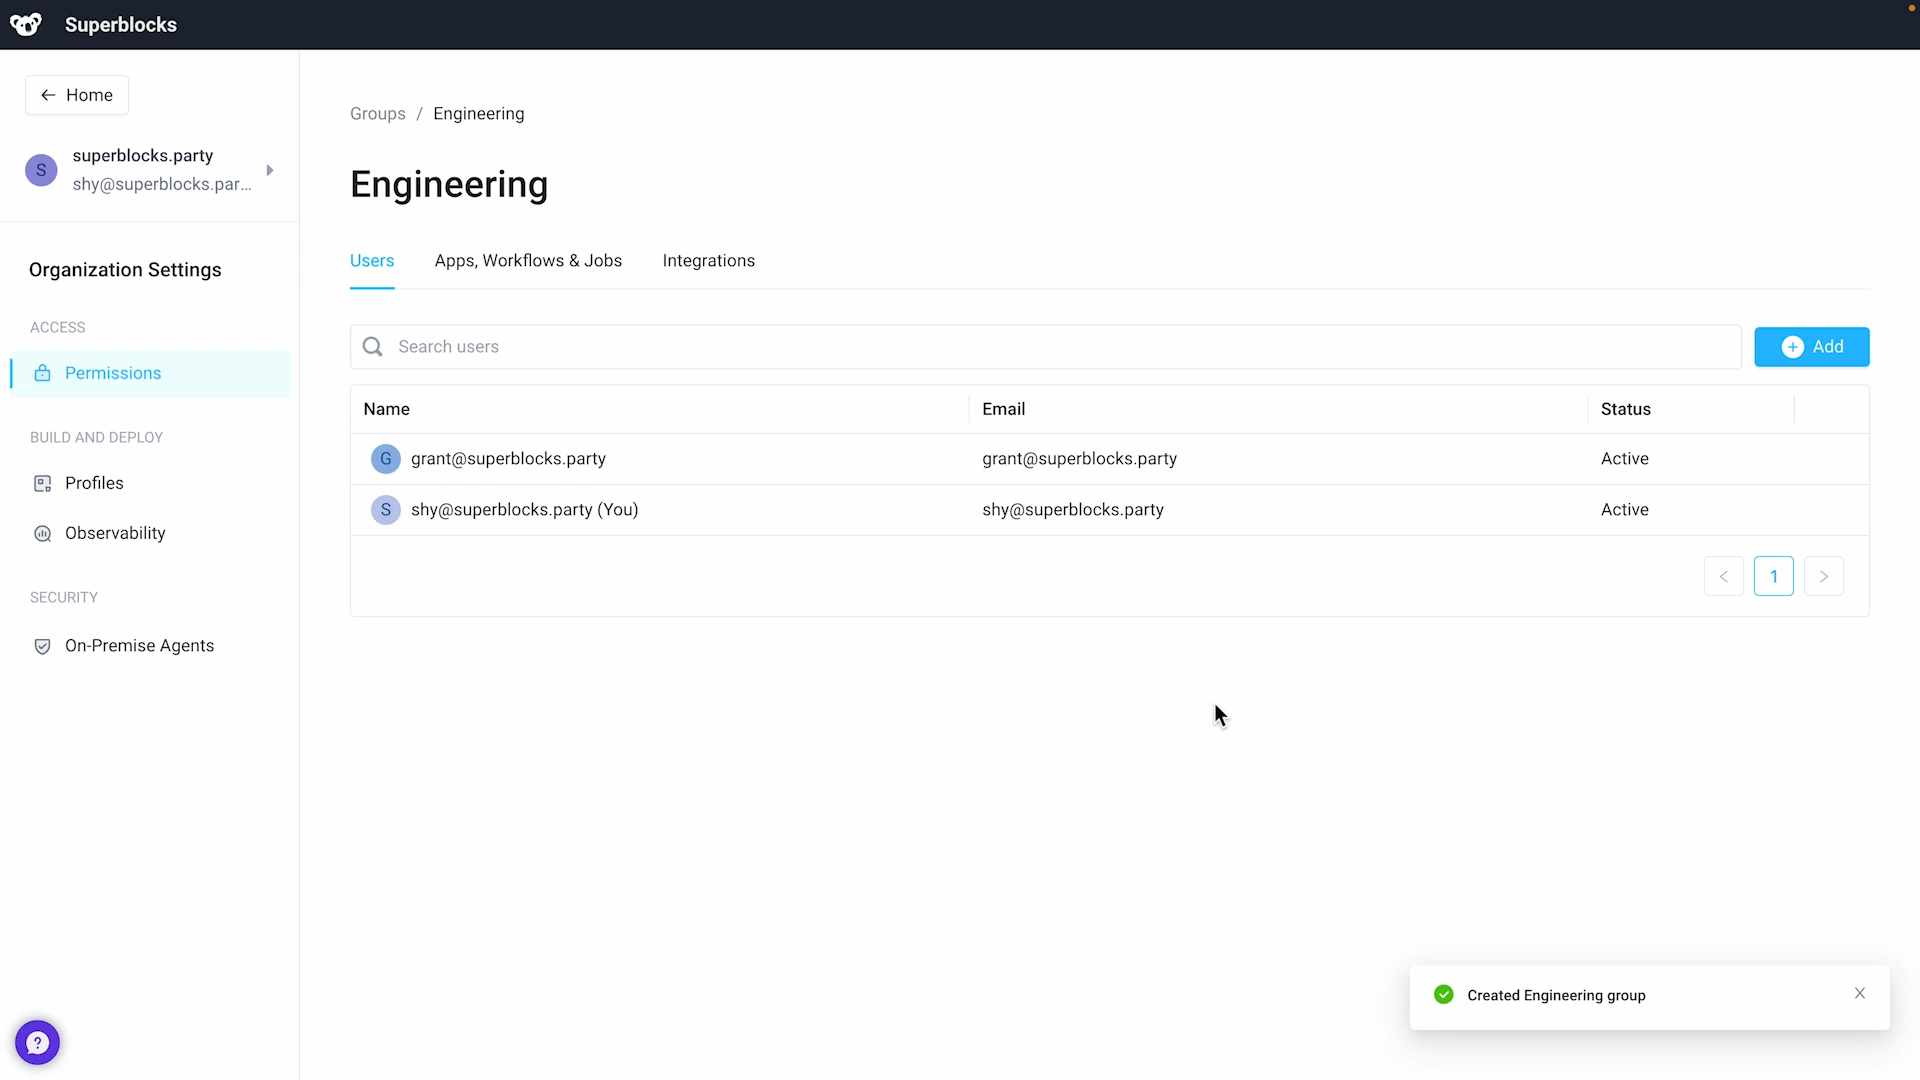 Superblocks
Home
S
superblocks.party
shy@superblocks.par...
Organization Settings
ACCESS
Permissions
BUILD AND DEPLOY
Profiles
Observability
SECURITY
On-Premise Agents
?
Groups / Engineering
Engineering
Users Apps, Workflows & Jobs Integrations
Search users
+ Add
Name Email Status
G grant@superblocks.party grant@superblocks.party Active
S shy@superblocks.party (You) shy@superblocks.party Active
< 1 >
Created Engineering group